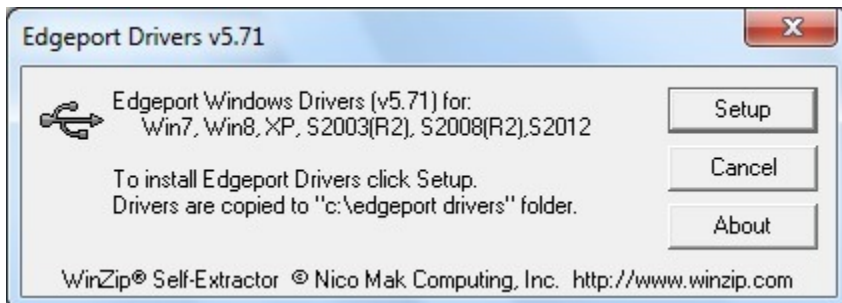 Edgeport Drivers v5.71
Edgeport Windows Drivers (v5.71) for:
Win7, Win8, XP, S2003(R2), S2008(R2),S2012
To install Edgeport Drivers click Setup.
Drivers are copied to "c:\edgeport drivers" folder.
Setup
Cancel
About
WinZip® Self-Extractor © Nico Mak Computing, Inc. http://www.winzip.com